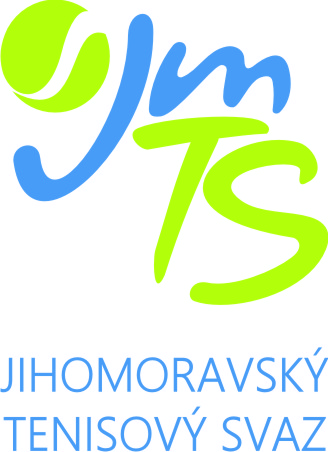 Jm
TS
JIHOMORAVSKÝ
TENISOVÝ SVAZ